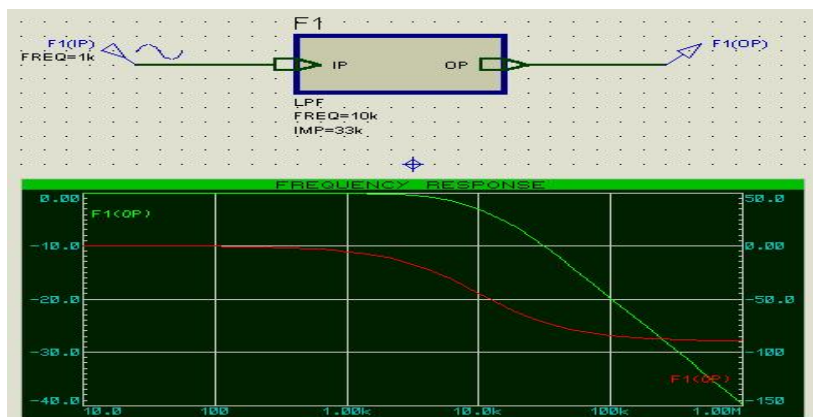 F1
F1(IP)
FREQ=1k
IP
OP
F1(OP)
LPF
FREQ=10k
IMP=33k
FREQUENCY RESPONSE
0.00
50.0
F1(OP)
-10.0
0.00
-20.0
-50.0
-30.0
-100
F1(OP)
-40.0
-150
10.0
100
1.00k
10.0k
100k
1.00M